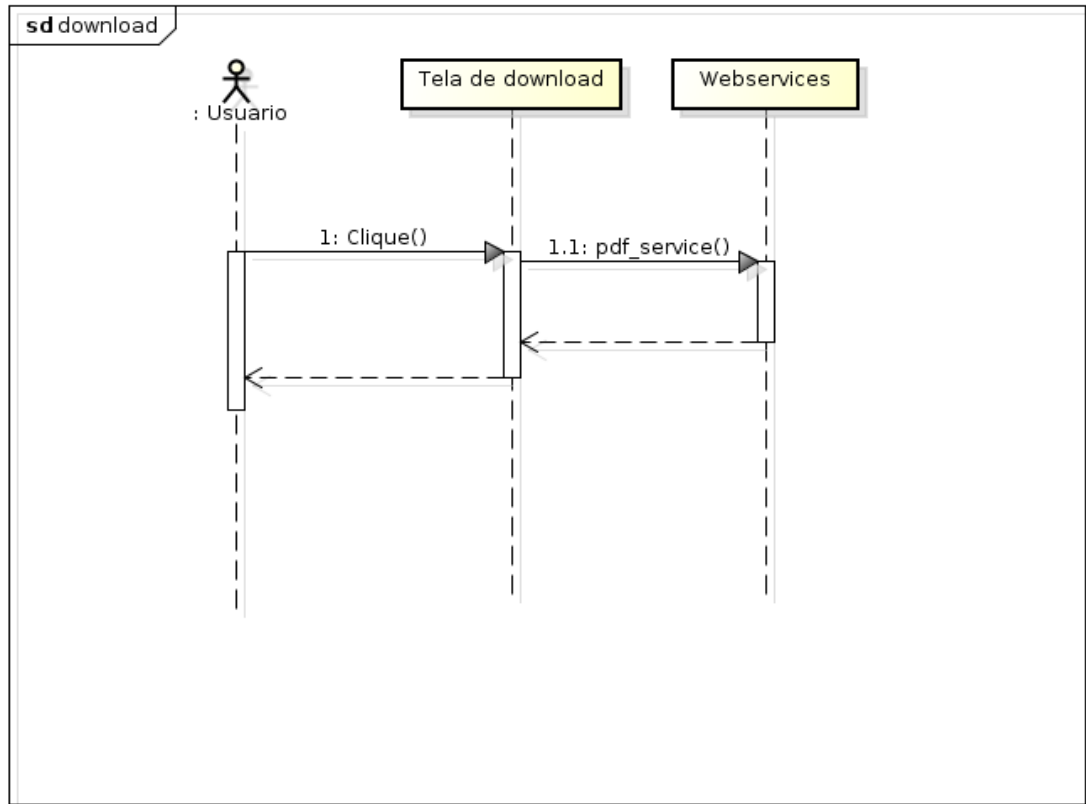 sd download
: Usuario
Tela de download
Webservices
1: Clique()
1.1: pdf_service()